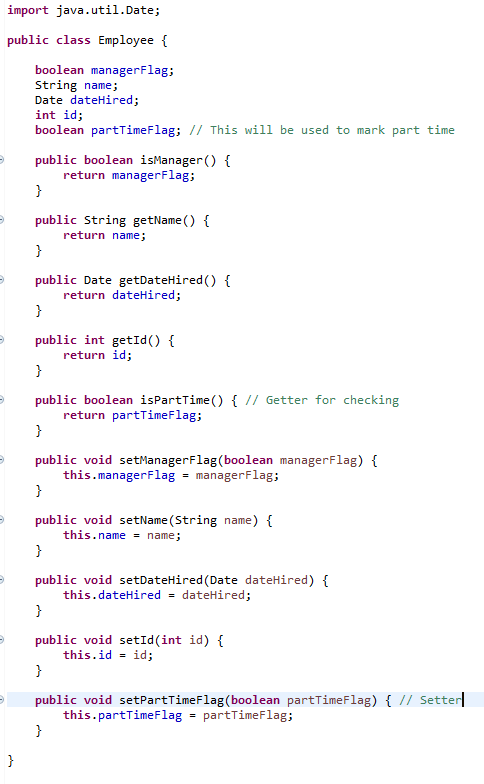 import java.util.Date;
public class Employee {
boolean managerFlag;
String name;
Date dateHired;
int id;
boolean partTimeFlag; // This will be used to mark part time
public boolean isManager() {
return managerFlag;
}
public String getName() {
return name;
}
public Date getDateHired() {
return dateHired;
}
public int getId() {
return id;
}
public boolean isPartTime() { // Getter for checking
return partTimeFlag;
}
public void setManagerFlag(boolean managerFlag) {
this.managerFlag = managerFlag;
}
public void setName(String name) {
this.name = name;
}
public void setDateHired(Date dateHired) {
this.dateHired = dateHired;
}
public void setId(int id) {
this.id = id;
}
public void setPartTimeFlag(boolean partTimeFlag) { // Setter
this.partTimeFlag = partTimeFlag;
}
}